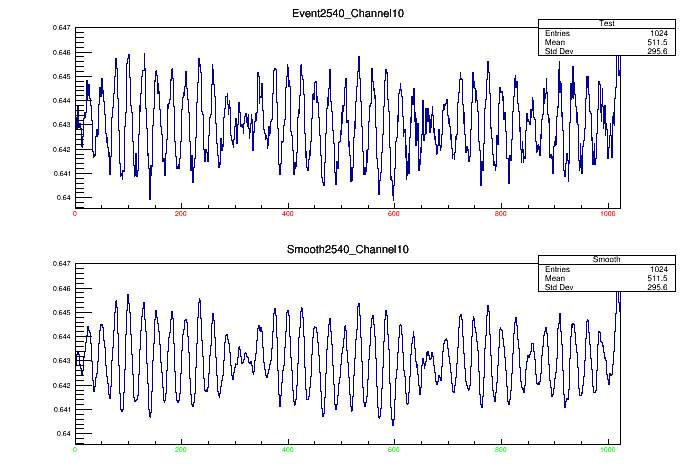 Event2540_Channel10
Test
Entries 1024
Mean 511.5
Std Dev 295.6
0.647
0.646
0.645
0.644
0.643
0.642
0.641
0.64
0 200 400 600 800 1000
Smooth2540_Channel10
Smooth
Entries 1024
Mean 511.5
Std Dev 295.6
0.647
0.646
0.645
0.644
0.643
0.642
0.641
0.64
0 200 400 600 800 1000